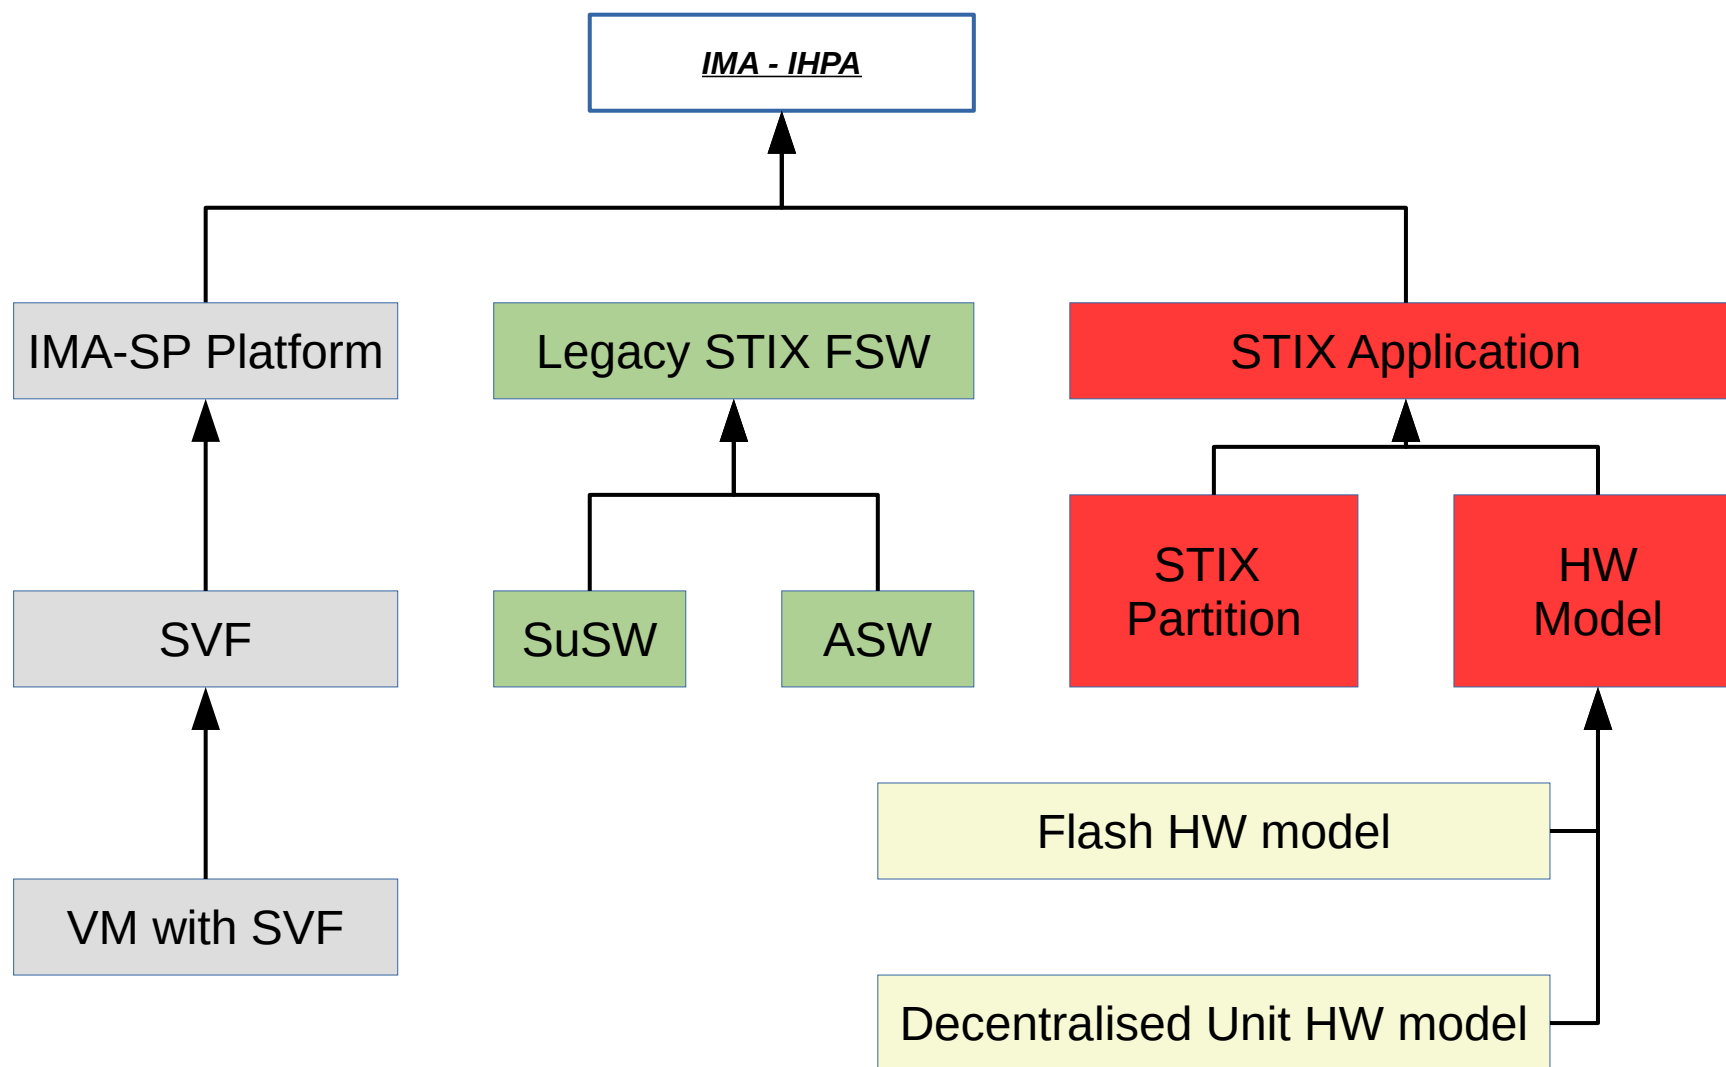 IMA - IHPA
IMA-SP Platform
Legacy STIX FSW
STIX Application
SVF
SuSW
ASW
STIX
Partition
HW
Model
Flash HW model
VM with SVF
Decentralised Unit HW model